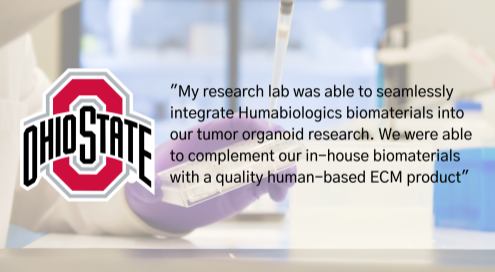 OHIO STATE
"My research lab was able to seamlessly
integrate Humabiologics biomaterials into
our tumor organoid research. We were able
to complement our in-house biomaterials
with a quality human-based ECM product"